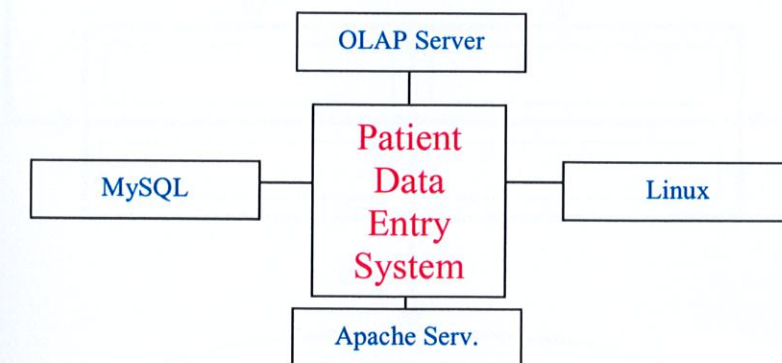 OLAP Server
Patient
Data
Entry
System
MySQL
Linux
Apache Serv.